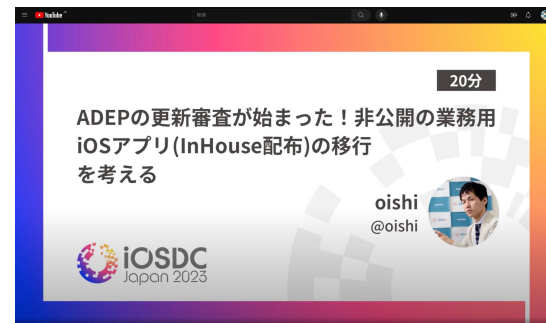 YouTube
検索
20分
ADEPの更新審査が始まった！非公開の業務用
iOSアプリ(InHouse配布)の移行
を考える
oishi
@oishi
iOSDC
Japan 2023